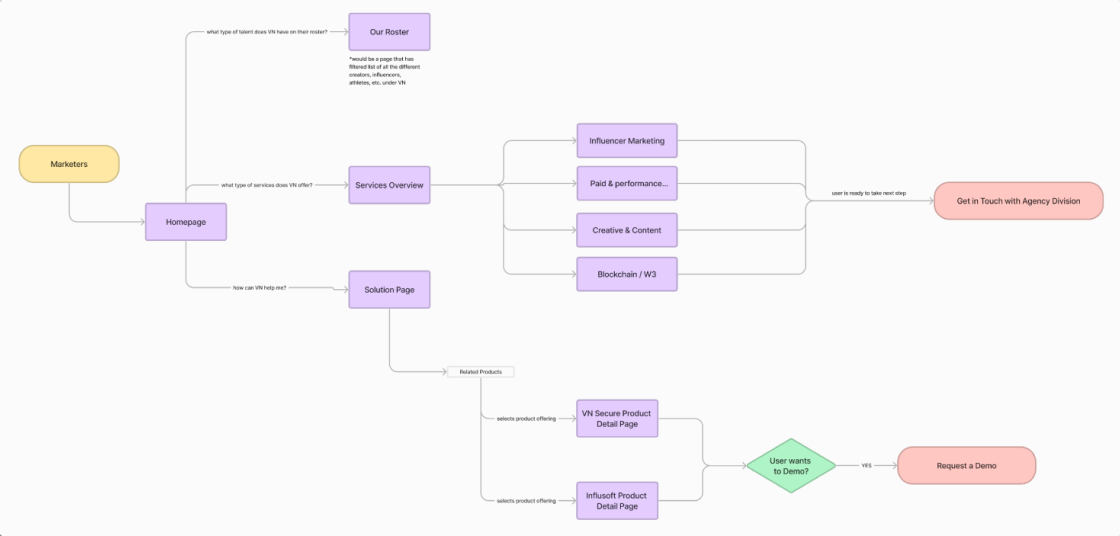 what type of talent does VN have on their roster?
Our Roster
*would be a page that has
filtered list of all the different
creators, influencers,
athletes, etc. under VN
Marketers
Homepage
what type of services does VN offer?
Services Overview
Influencer Marketing
Paid & performance...
Creative & Content
Blockchain / W3
user is ready to take next step
Get in Touch with Agency Division
how can VN help me?
Solution Page
Related Products
selects product offering
VN Secure Product
Detail Page
selects product offering
Influsoft Product
Detail Page
User wants
to Demo?
YES
Request a Demo